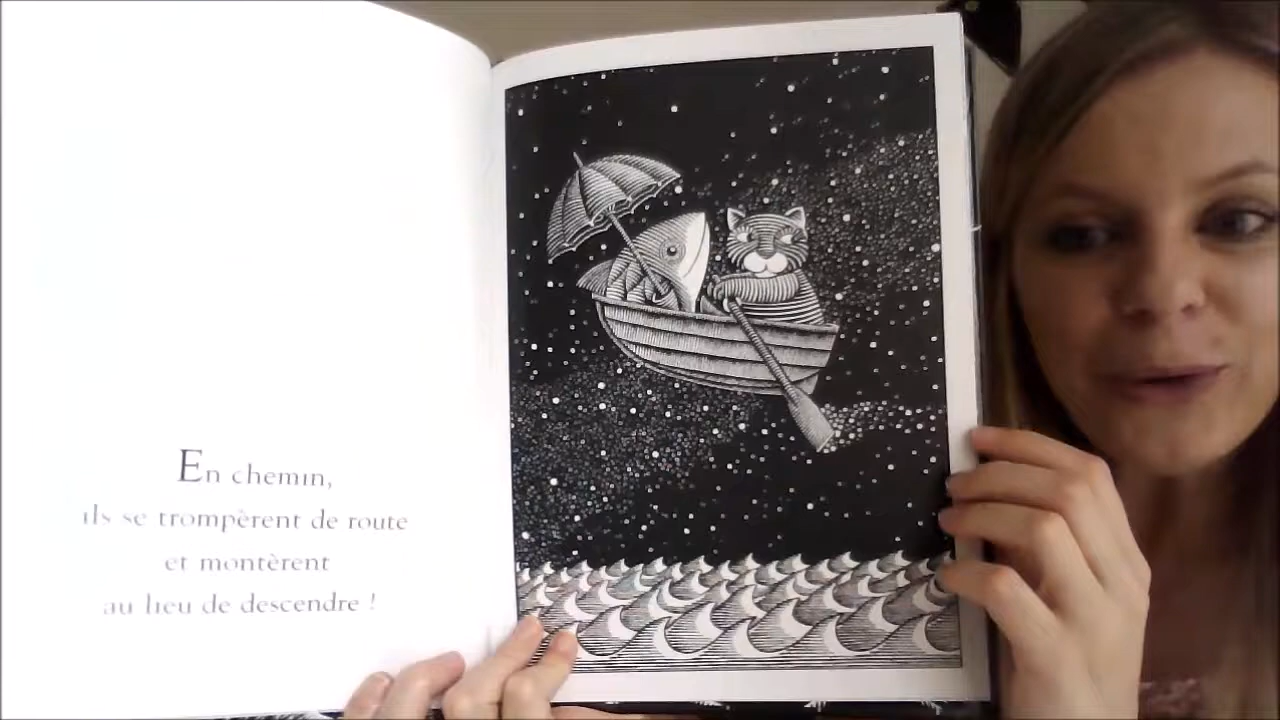 En chemin,
ils se trompèrent de route
et montèrent
au lieu de descendre !